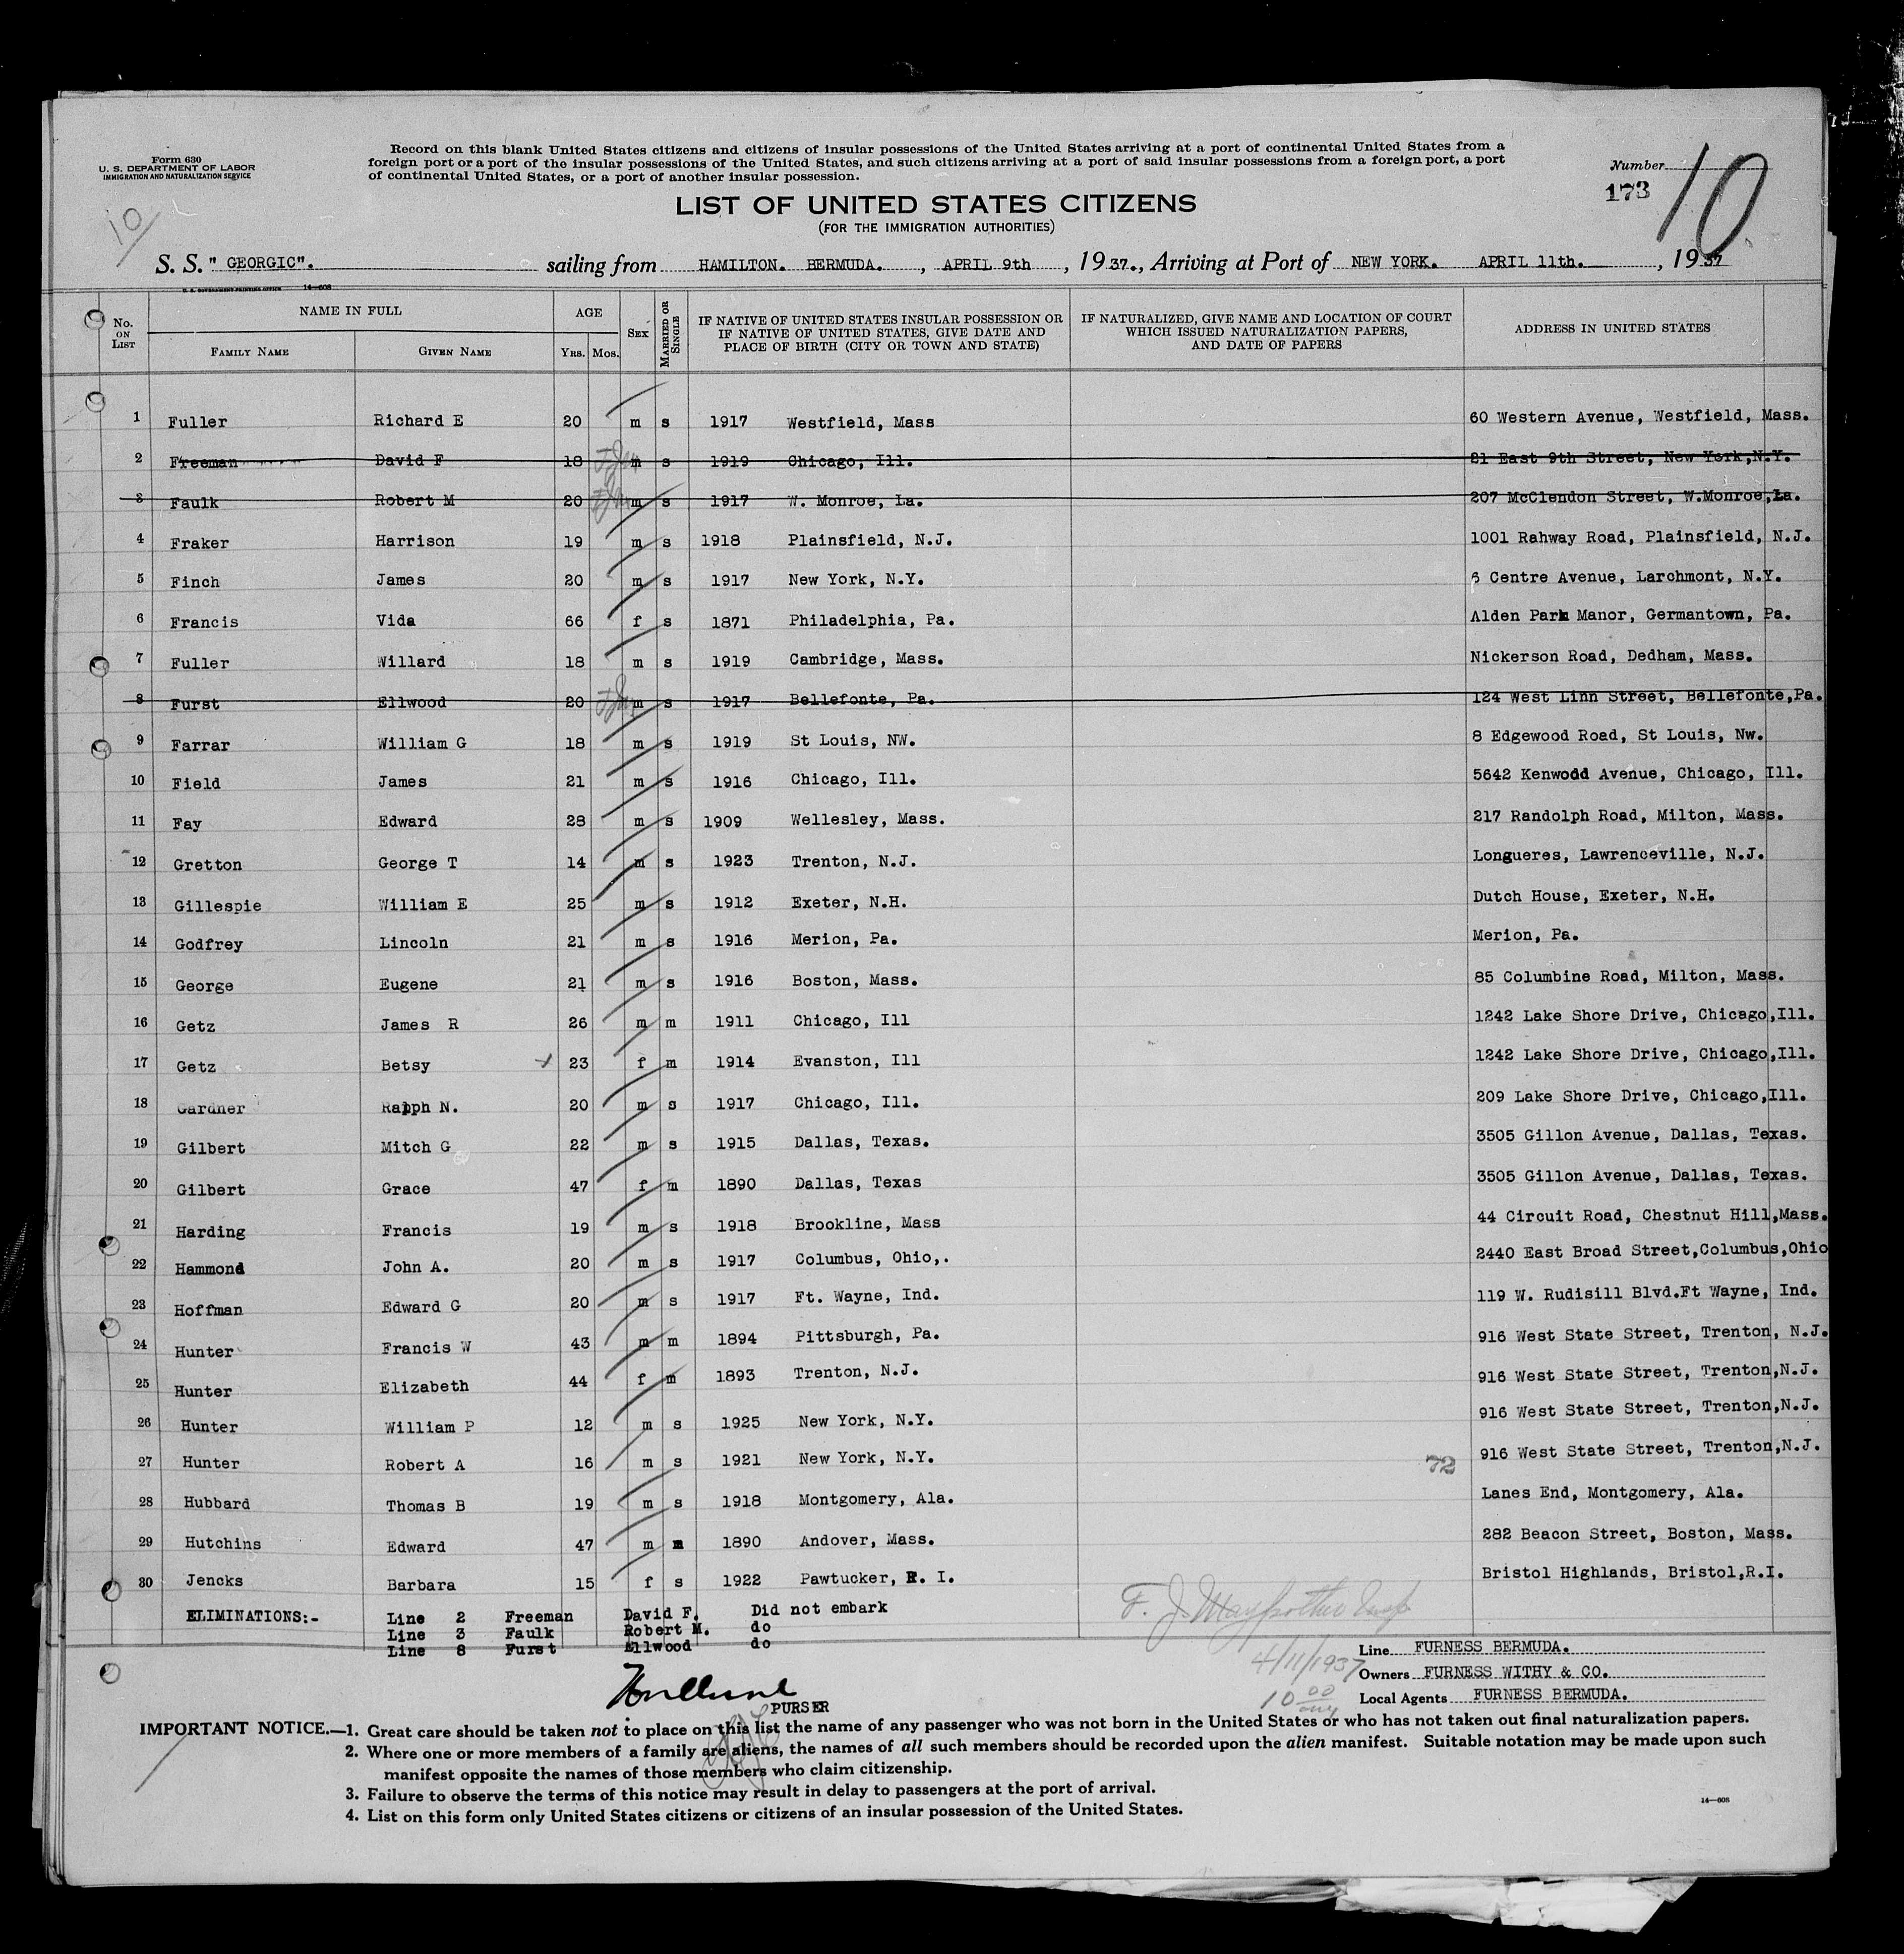 Form 630
U. S. DEPARTMENT OF LABOR
IMMIGRATION AND NATURALIZATION SERVICE
Record on this blank United States citizens and citizens of insular possessions of the United States arriving at a port of continental United States from a
foreign port or a port of the insular possessions of the United States, and such citizens arriving at a port of said insular possessions from a foreign port, a port
of continental United States, or a port of another insular possession.
Number
173
10
10
LIST OF UNITED STATES CITIZENS
(FOR THE IMMIGRATION AUTHORITIES)
S. S. " GEORGIC". sailing from HAMILTON. BERMUDA. , APRIL 9th , 19 37., Arriving at Port of NEW YORK. APRIL 11th. , 19 37
U. S. GOVERNMENT PRINTING OFFICE 14—608
No. ON LIST NAME IN FULL AGE SEX MARRIED OR SINGLE IF NATIVE OF UNITED STATES INSULAR POSSESSION OR IF NATIVE OF UNITED STATES, GIVE DATE AND PLACE OF BIRTH (CITY OR TOWN AND STATE) IF NATURALIZED, GIVE NAME AND LOCATION OF COURT WHICH ISSUED NATURALIZATION PAPERS, AND DATE OF PAPERS ADDRESS IN UNITED STATES
FAMILY NAME GIVEN NAME YRS. MOS.
1 Fuller Richard E 20 m s 1917 Westfield, Mass 60 Western Avenue, Westfield, Mass.
2 Freeman David F 18 m s 1919 Chicago, Ill. 21 East 9th Street, New York,N.Y.
3 Faulk Robert M 20 m s 1917 W. Monroe, La. 207 McClendon Street, W.Monroe,La.
4 Fraker Harrison 19 m s 1918 Plainsfield, N.J. 1001 Rahway Road, Plainsfield, N.J.
5 Finch James 20 m s 1917 New York, N.Y. 6 Centre Avenue, Larchmont, N.Y.
6 Francis Vida 66 f s 1871 Philadelphia, Pa. Alden Park Manor, Germantown, Pa.
7 Fuller Willard 18 m s 1919 Cambridge, Mass. Nickerson Road, Dedham, Mass.
8 Furst Ellwood 20 m s 1917 Bellefonte, Pa. 124 West Linn Street, Bellefonte,Pa.
9 Farrar William G 18 m s 1919 St Louis, NW. 8 Edgewood Road, St Louis, Nw.
10 Field James 21 m s 1916 Chicago, Ill. 5642 Kenwodd Avenue, Chicago, Ill.
11 Fay Edward 28 m s 1909 Wellesley, Mass. 217 Randolph Road, Milton, Mass.
12 Gretton George T 14 m s 1923 Trenton, N.J. Longueres, Lawrenceville, N.J.
13 Gillespie William E 25 m s 1912 Exeter, N.H. Dutch House, Exeter, N.H.
14 Godfrey Lincoln 21 m s 1916 Merion, Pa. Merion, Pa.
15 George Eugene 21 m s 1916 Boston, Mass. 85 Columbine Road, Milton, Mass.
16 Getz James R 26 m m 1911 Chicago, Ill 1242 Lake Shore Drive, Chicago,Ill.
17 Getz Betsy 23 f m 1914 Evanston, Ill 1242 Lake Shore Drive, Chicago,Ill.
18 Gardner Ralph N. 20 m s 1917 Chicago, Ill. 209 Lake Shore Drive, Chicago,Ill.
19 Gilbert Mitch G 22 m s 1915 Dallas, Texas. 3505 Gillon Avenue, Dallas, Texas.
20 Gilbert Grace 47 f m 1890 Dallas, Texas 3505 Gillon Avenue, Dallas, Texas.
21 Harding Francis 19 m s 1918 Brookline, Mass 44 Circuit Road, Chestnut Hill,Mass.
22 Hammond John A. 20 m s 1917 Columbus, Ohio,. 2440 East Broad Street,Columbus,Ohio
23 Hoffman Edward G 20 m s 1917 Ft. Wayne, Ind. 119 W. Rudisill Blvd.Ft Wayne, Ind.
24 Hunter Francis W 43 m m 1894 Pittsburgh, Pa. 916 West State Street, Trenton, N.J.
25 Hunter Elizabeth 44 f m 1893 Trenton, N.J. 916 West State Street, Trenton,N.J.
26 Hunter William P 12 m s 1925 New York, N.Y. 916 West State Street, Trenton,N.J.
27 Hunter Robert A 16 m s 1921 New York, N.Y. 72 916 West State Street, Trenton,N.J.
28 Hubbard Thomas B 19 m s 1918 Montgomery, Ala. Lanes End, Montgomery, Ala.
29 Hutchins Edward 47 m m 1890 Andover, Mass. 282 Beacon Street, Boston, Mass.
30 Jencks Barbara 15 f s 1922 Pawtucker, R. I. Bristol Highlands, Bristol,R.I.
ELIMINATIONS:- Line 2 Freeman David F. Did not embark
Line 3 Faulk Robert M. do
Line 8 Furst Ellwood do
F. J.
4/11/1937
10 00
PURSER
Line FURNESS BERMUDA.
Owners FURNESS WITHY & CO.
Local Agents FURNESS BERMUDA.
IMPORTANT NOTICE.—1. Great care should be taken not to place on this list the name of any passenger who was not born in the United States or who has not taken out final naturalization papers.
2. Where one or more members of a family are aliens, the names of all such members should be recorded upon the alien manifest. Suitable notation may be made upon such
manifest opposite the names of those members who claim citizenship.
3. Failure to observe the terms of this notice may result in delay to passengers at the port of arrival.
4. List on this form only United States citizens or citizens of an insular possession of the United States.
14—608